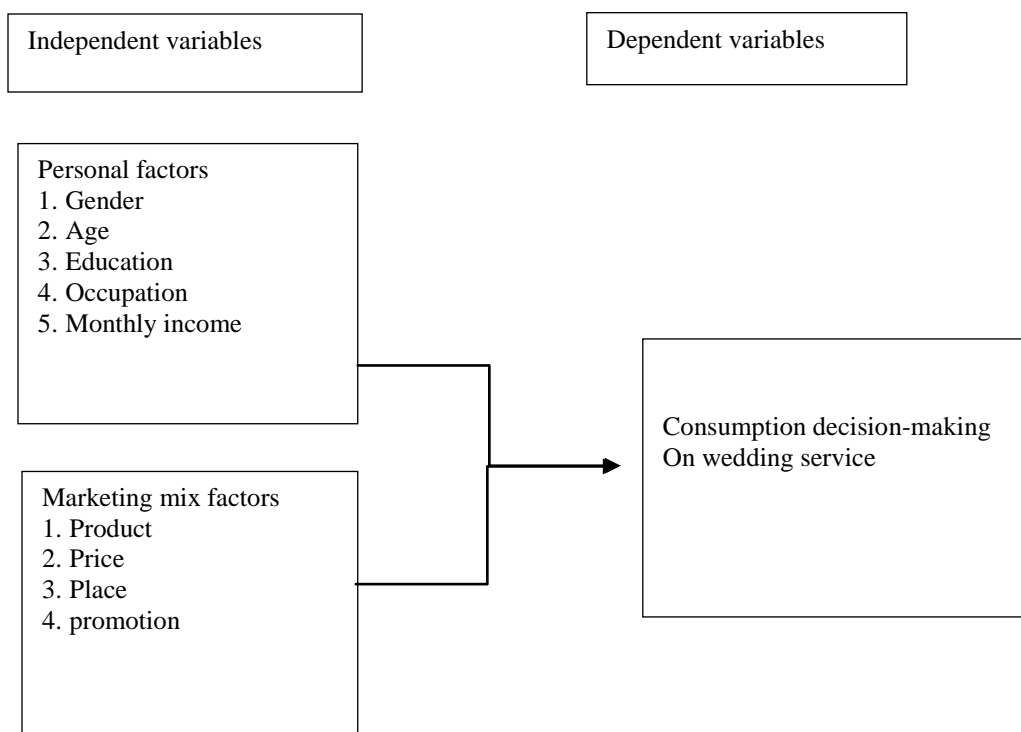 Independent variables
Dependent variables
Personal factors
1. Gender
2. Age
3. Education
4. Occupation
5. Monthly income
Marketing mix factors
1. Product
2. Price
3. Place
4. promotion
Consumption decision-making
On wedding service